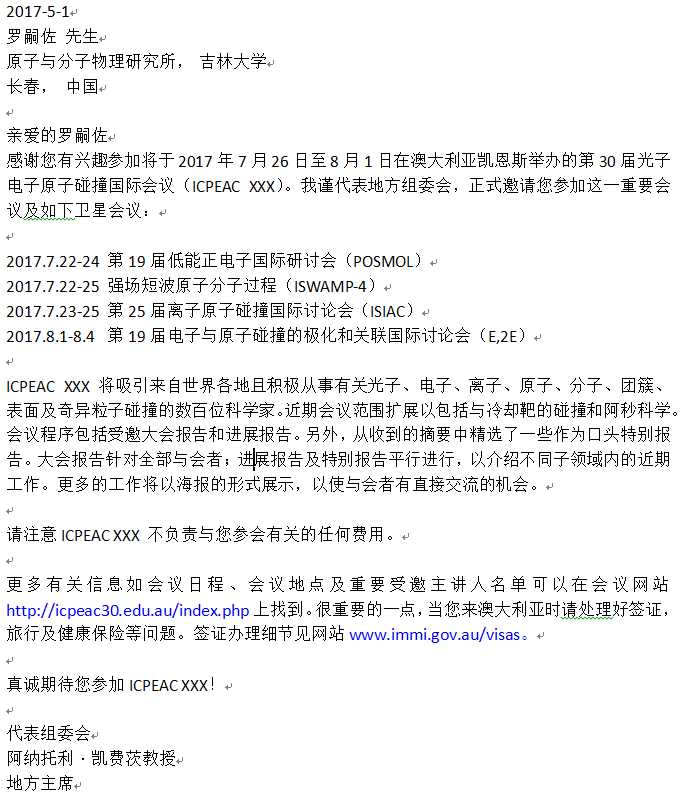 2017-5-1
罗嗣佐 先生
原子与分子物理研究所， 吉林大学
长春， 中国
亲爱的罗嗣佐
感谢您有兴趣参加将于 2017 年 7 月 26 日至 8 月 1 日在澳大利亚凯恩斯举办的第 30 届光子
电子原子碰撞国际会议（ICPEAC XXX）。我谨代表地方组委会，正式邀请您参加这一重要会
议及如下卫星会议：
2017.7.22-24 第 19 届低能正电子国际研讨会（POSMOL）
2017.7.22-25 强场短波原子分子过程（ISWAMP-4）
2017.7.23-25 第 25 届离子原子碰撞国际讨论会（ISIAC）
2017.8.1-8.4 第 19 届电子与原子碰撞的极化和关联国际讨论会（E,2E）
ICPEAC XXX 将吸引来自世界各地且积极从事有关光子、电子、离子、原子、分子、团簇、
表面及奇异粒子碰撞的数百位科学家。近期会议范围扩展以包括与冷却靶的碰撞和阿秒科学。
会议程序包括受邀大会报告和进展报告。另外，从收到的摘要中精选了一些作为口头特别报
告。大会报告针对全部与会者；进展报告及特别报告平行进行，以介绍不同子领域内的近期
工作。更多的工作将以海报的形式展示，以使与会者有直接交流的机会。
请注意 ICPEAC XXX 不负责与您参会有关的任何费用。
更多有关信息如会议日程、会议地点及重要受邀主讲人名单可以在会议网站
http://icpeac30.edu.au/index.php 上找到。很重要的一点，当您来澳大利亚时请处理好签证，
旅行及健康保险等问题。签证办理细节见网站 www.immi.gov.au/visas。
真诚期待您参加 ICPEAC XXX！
代表组委会
阿纳托利·凯费茨教授
地方主席